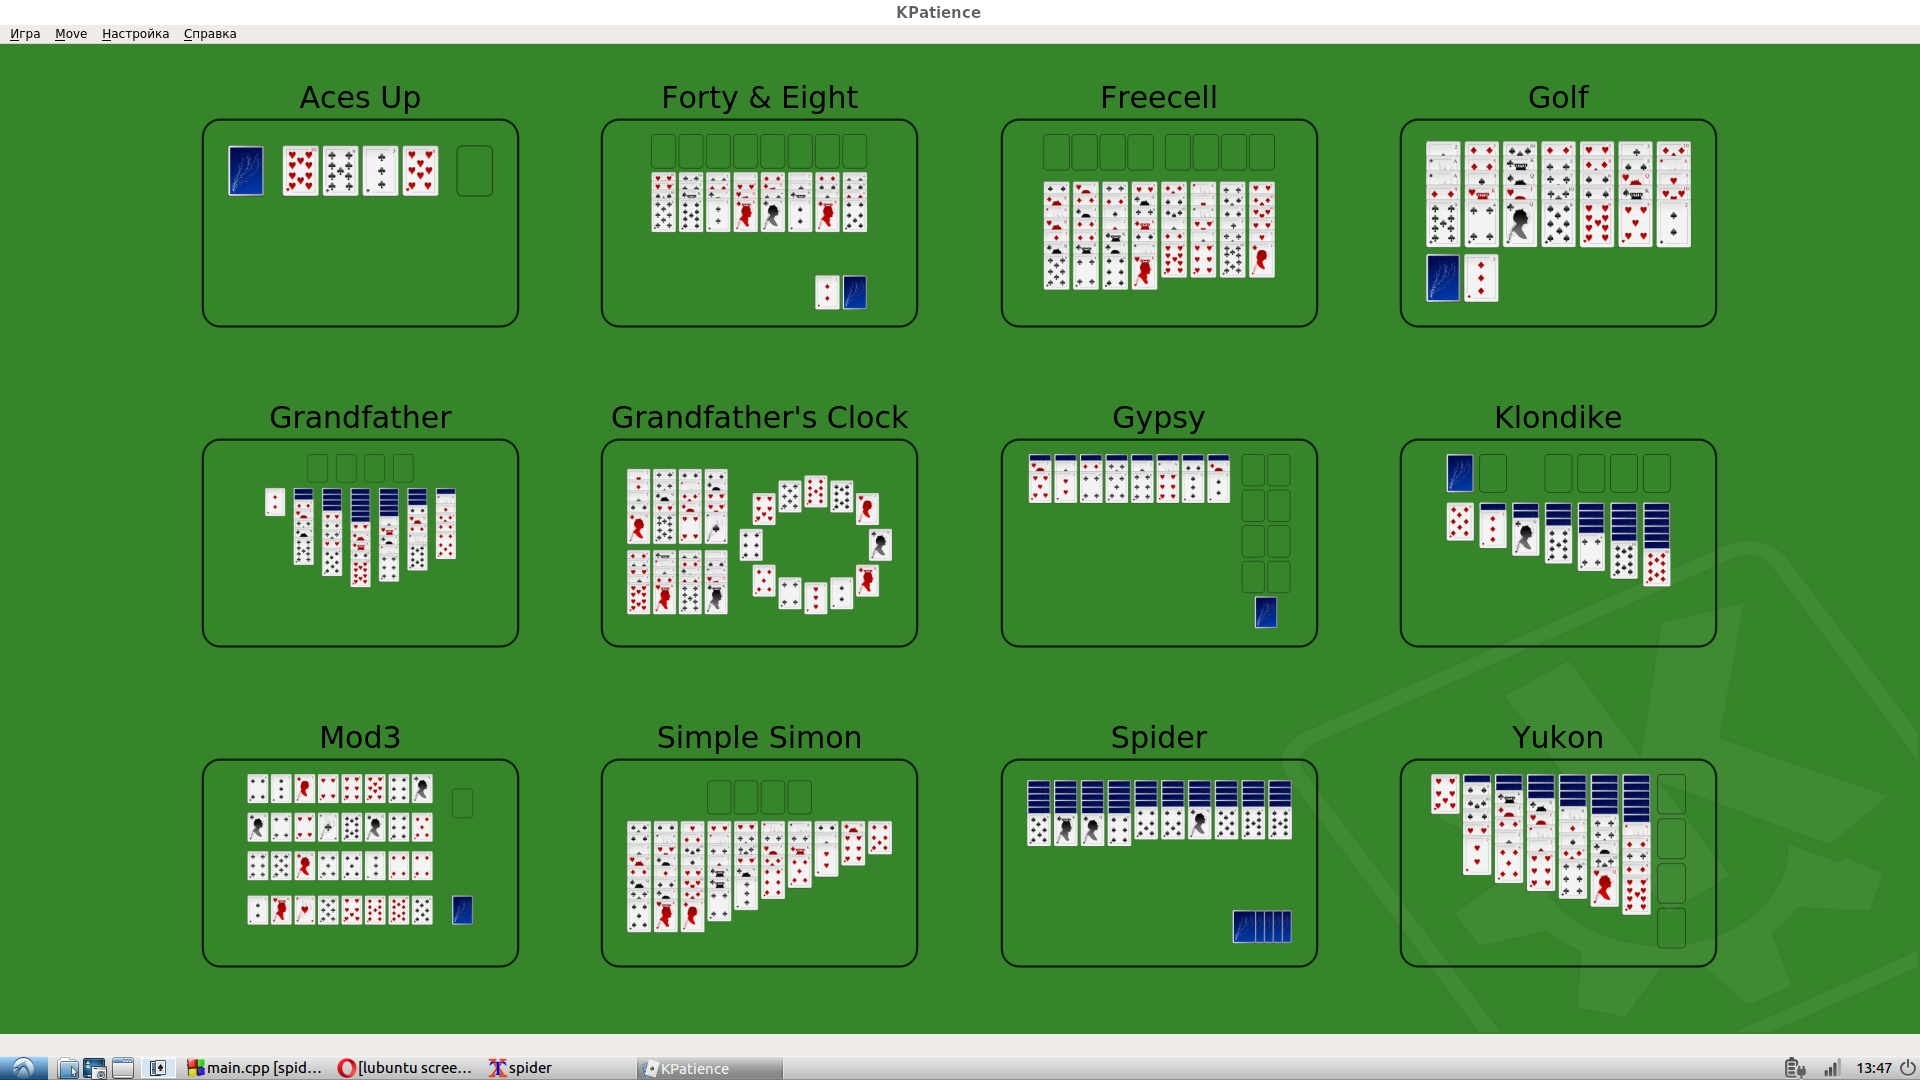 KPatience
Игра Move Настройка Справка
Aces Up Forty & Eight Freecell Golf
Grandfather Grandfather's Clock Gypsy Klondike
Mod3 Simple Simon Spider Yukon
main.cpp [spid... [lubuntu scree... spider KPatience 13:47